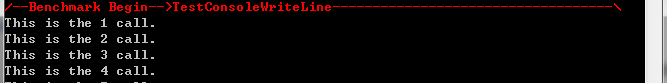 /--Benchmark Begin-->TestConsoleWriteLine-----------------------------------\
This is the 1 call.
This is the 2 call.
This is the 3 call.
This is the 4 call.